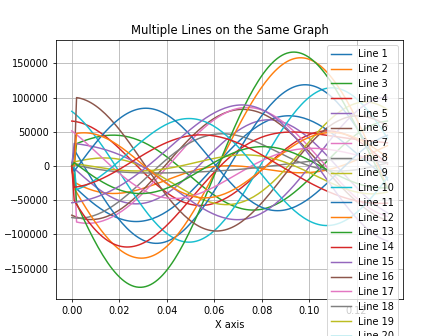 Multiple Lines on the Same Graph
150000
100000
50000
0
−50000
−100000
−150000
0.00
0.02
0.04
0.06
0.08
0.10
X axis
Line 1
Line 2
Line 3
Line 4
Line 5
Line 6
Line 7
Line 8
Line 9
Line 10
Line 11
Line 12
Line 13
Line 14
Line 15
Line 16
Line 17
Line 18
Line 19
Line 20